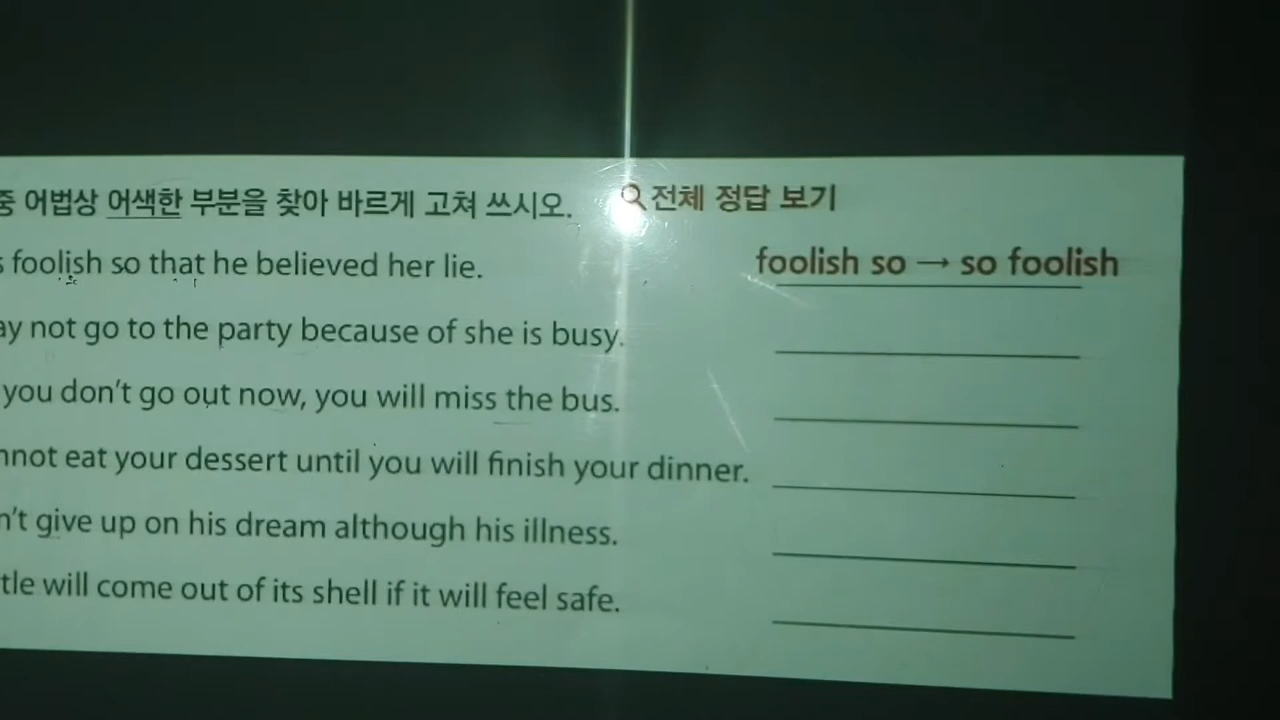 중 어법상 어색한 부분을 찾아 바르게 고쳐 쓰시오. 전체 정답 보기
foolish so that he believed her lie. foolish so → so foolish
not go to the party because of she is busy.
you don't go out now, you will miss the bus.
eat your dessert until you will finish your dinner.
give up on his dream although his illness.
will come out of its shell if it will feel safe.